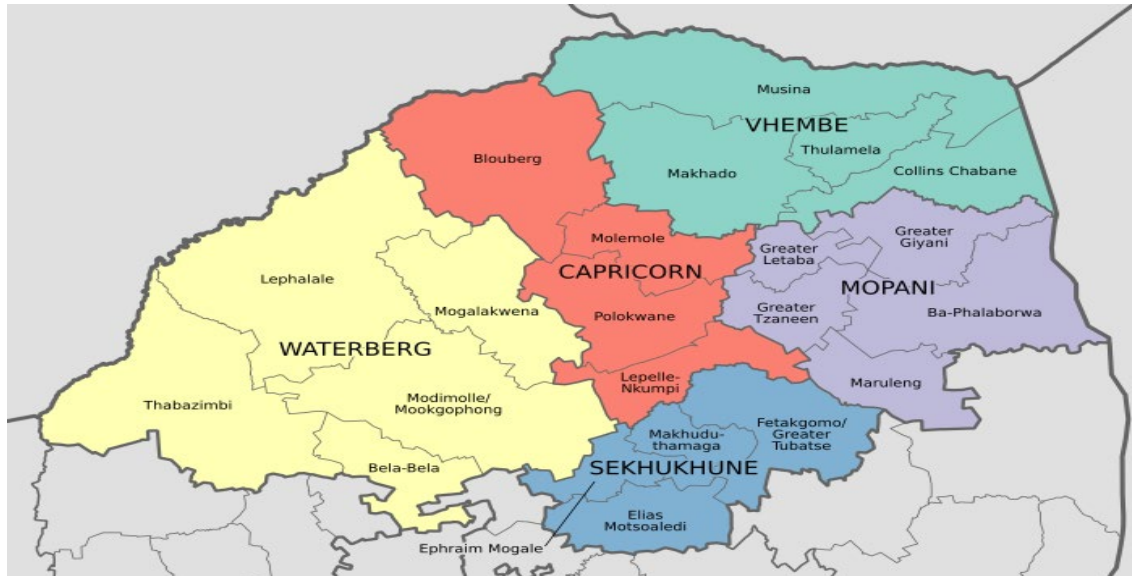 Musina
VHEMBE
Thulamela
Makhado
Collins Chabane
Blouberg
Molemole
CAPRICORN
Polokwane
Lepelle-
Nkumpi
Greater
Letaba
Greater
Giyani
MOPANI
Greater
Tzaneen
Ba-Phalaborwa
Maruleng
Lephalale
Mogalakwena
WATERBERG
Thabazimbi
Modimolle/
Mookgophong
Bela-Bela
Makhudu-
thamaga
Fetakgomo/
Greater
Tubatse
SEKHUKHUNE
Elias
Motsoaledi
Ephraim Mogale